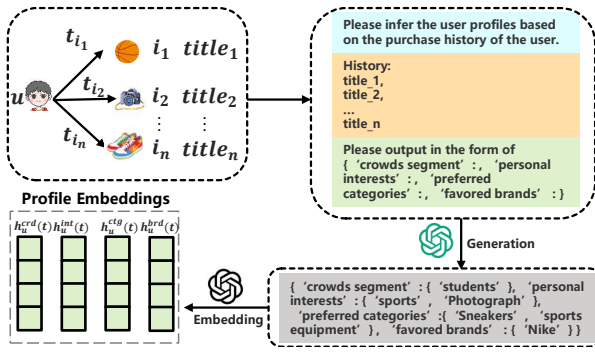 t_{i_1} i_1 title_1
u t_{i_2} i_2 title_2
⋮ ⋮
t_{i_n} i_n title_n
Please infer the user profiles based
on the purchase history of the user.
History:
title_1,
title_2,
...
title_n
Please output in the form of
{ 'crowds segment' : , 'personal
interests' : , 'preferred
categories' : , 'favored brands' : }
Generation
{ 'crowds segment' : { 'students' }, 'personal
interests' : { 'sports' , 'Photograph' },
'preferred categories' :{ 'Sneakers' , 'sports
equipment' } , 'favored brands' : { 'Nike' } }
Embedding
Profile Embeddings
h_u^{crd}(t) h_u^{int}(t) h_u^{ctg}(t) h_u^{brd}(t)